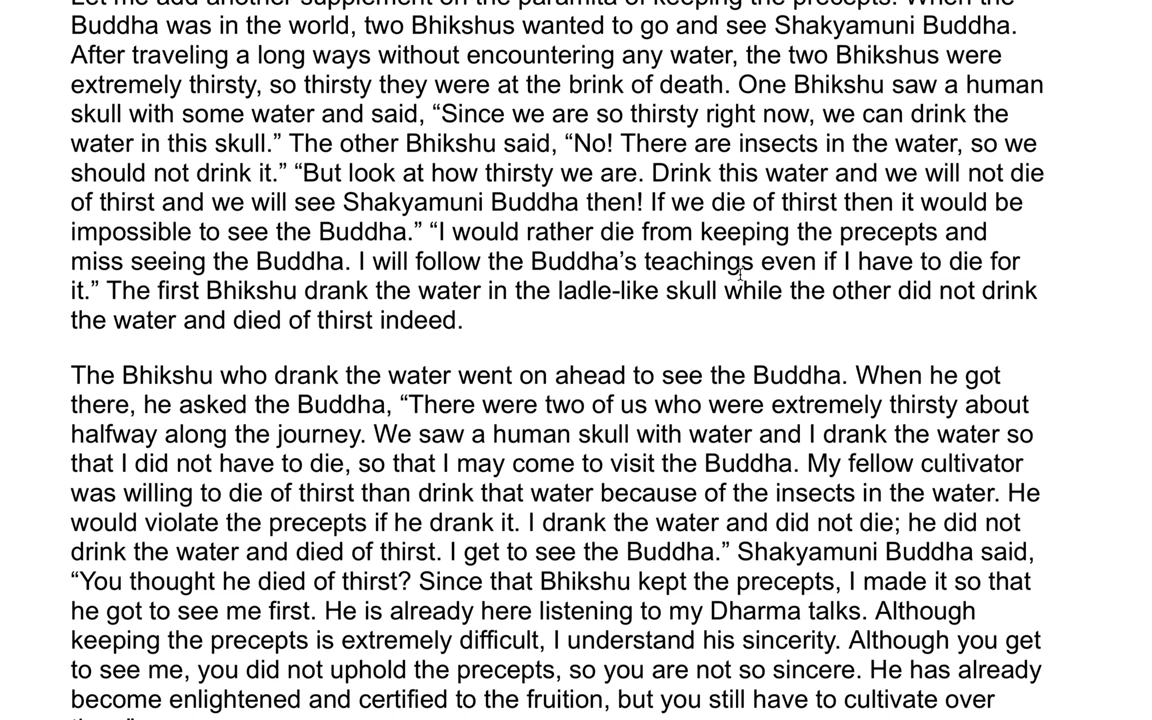 Let me add another supplement on the paramita of keeping the precepts. When the
Buddha was in the world, two Bhikshus wanted to go and see Shakyamuni Buddha.
After traveling a long ways without encountering any water, the two Bhikshus were
extremely thirsty, so thirsty they were at the brink of death. One Bhikshu saw a human
skull with some water and said, “Since we are so thirsty right now, we can drink the
water in this skull.” The other Bhikshu said, “No! There are insects in the water, so we
should not drink it.” “But look at how thirsty we are. Drink this water and we will not die
of thirst and we will see Shakyamuni Buddha then! If we die of thirst then it would be
impossible to see the Buddha.” “I would rather die from keeping the precepts and
miss seeing the Buddha. I will follow the Buddha’s teachings even if I have to die for
it.” The first Bhikshu drank the water in the ladle-like skull while the other did not drink
the water and died of thirst indeed.
The Bhikshu who drank the water went on ahead to see the Buddha. When he got
there, he asked the Buddha, “There were two of us who were extremely thirsty about
halfway along the journey. We saw a human skull with water and I drank the water so
that I did not have to die, so that I may come to visit the Buddha. My fellow cultivator
was willing to die of thirst than drink that water because of the insects in the water. He
would violate the precepts if he drank it. I drank the water and did not die; he did not
drink the water and died of thirst. I get to see the Buddha.” Shakyamuni Buddha said,
“You thought he died of thirst? Since that Bhikshu kept the precepts, I made it so that
he got to see me first. He is already here listening to my Dharma talks. Although
keeping the precepts is extremely difficult, I understand his sincerity. Although you get
to see me, you did not uphold the precepts, so you are not so sincere. He has already
become enlightened and certified to the fruition, but you still have to cultivate over